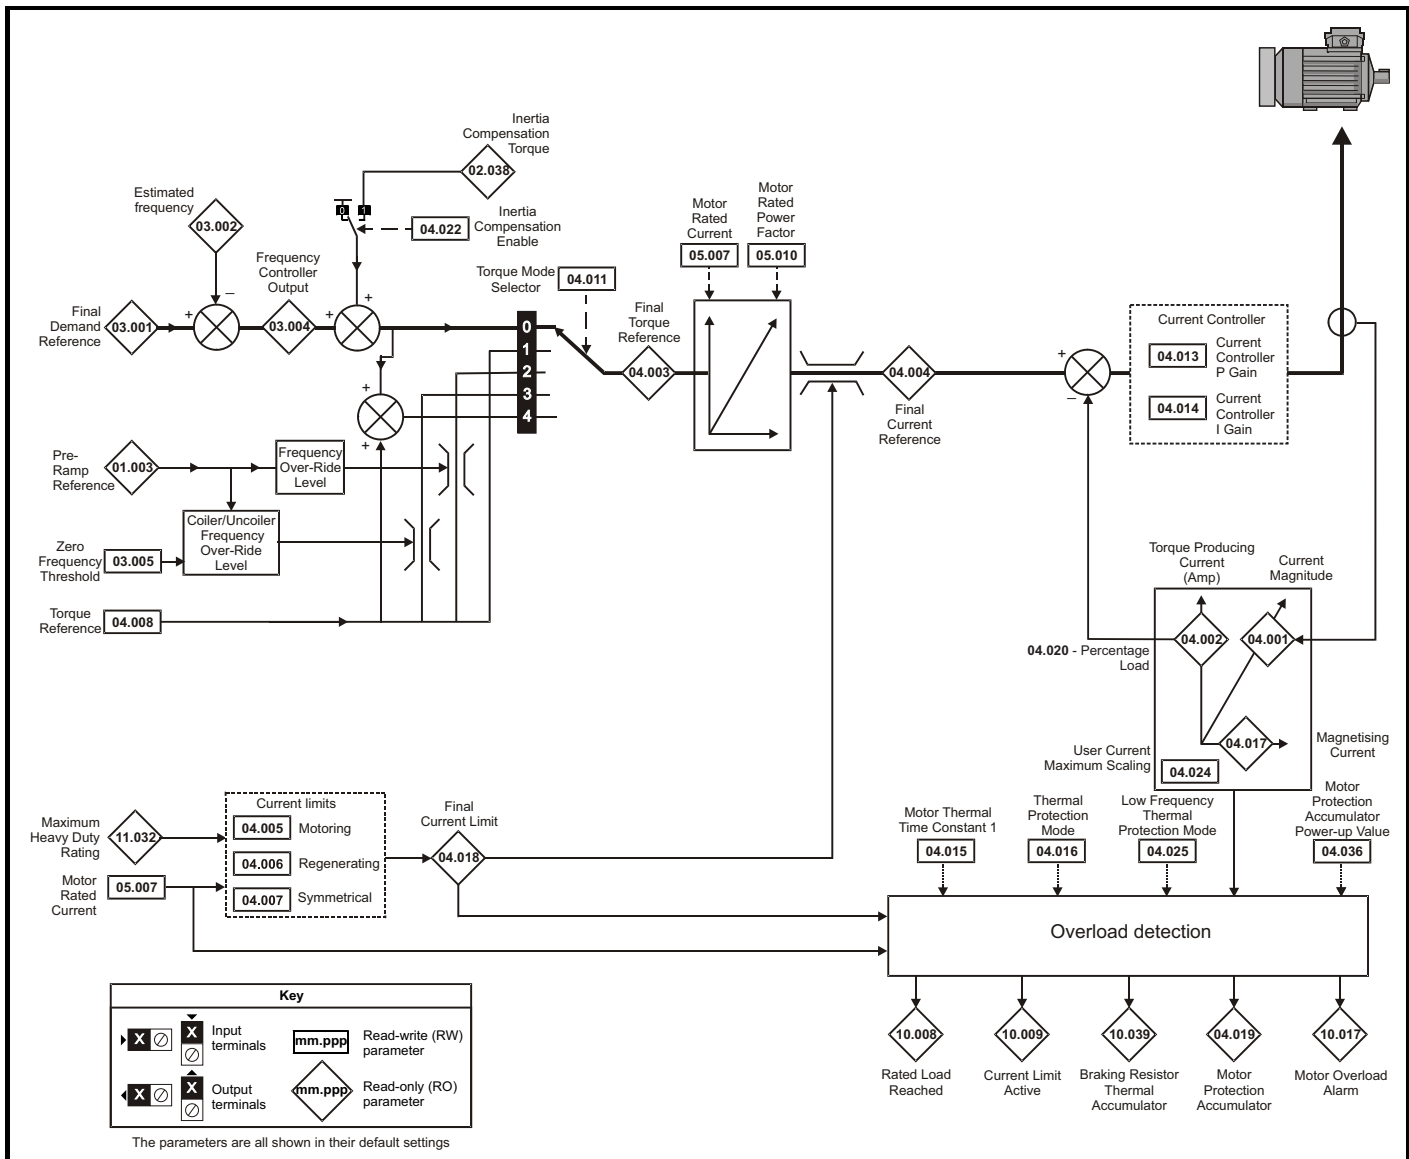 Inertia
Compensation
Torque
02.038
Estimated
frequency
03.002
0
1
04.022
Inertia
Compensation
Enable
Frequency
Controller
Output
Final
Demand
Reference
03.001
+
–
03.004
+
+
Torque Mode
Selector
04.011
0
1
2
3
4
+
+
Final
Torque
Reference
04.003
Motor
Rated
Current
05.007
Motor
Rated
Power
Factor
05.010
04.004
Final
Current
Reference
+
–
Current Controller
04.013
Current
Controller
P Gain
04.014
Current
Controller
I Gain
Pre-
Ramp
Reference
01.003
Frequency
Over-Ride
Level
Coiler/Uncoiler
Frequency
Over-Ride
Level
Zero
Frequency
Threshold
03.005
Torque
Reference
04.008
Torque Producing
Current
(Amp)
Current
Magnitude
04.002
04.001
04.020 - Percentage
Load
04.017
Magnetising
Current
User Current
Maximum Scaling
04.024
Maximum
Heavy Duty
Rating
11.032
Motor
Rated
Current
05.007
Current limits
04.005
Motoring
04.006
Regenerating
04.007
Symmetrical
Final
Current Limit
04.018
Motor Thermal
Time Constant 1
04.015
Thermal
Protection
Mode
04.016
Low Frequency
Thermal
Protection Mode
04.025
Motor
Protection
Accumulator
Power-up Value
04.036
Overload detection
10.008
Rated Load
Reached
10.009
Current Limit
Active
10.039
Braking Resistor
Thermal
Accumulator
04.019
Motor
Protection
Accumulator
10.017
Motor Overload
Alarm
Key
X
X
Input
terminals
mm.ppp
Read-write (RW)
parameter
X
X
Output
terminals
mm.ppp
Read-only (RO)
parameter
The parameters are all shown in their default settings